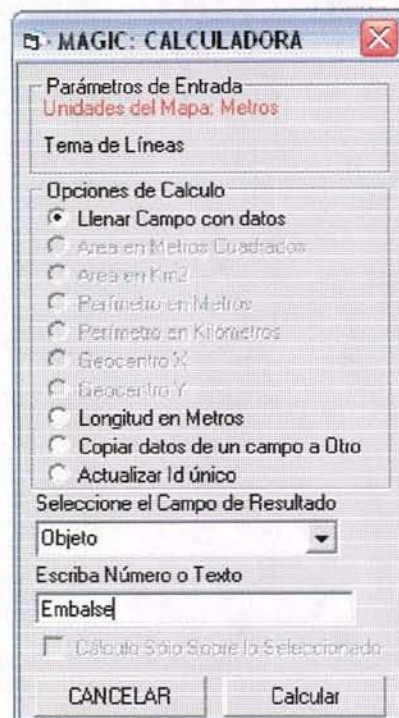 MAGIC: CALCULADORA
Parámetros de Entrada
Unidades del Mapa: Metros
Tema de Líneas
Opciones de Calculo
Llenar Campo con datos
Area en Metros Cuadrados
Area en Km2
Perímetro en Metros
Perímetro en Kilómetros
Geocentro X
Geocentro Y
Longitud en Metros
Copiar datos de un campo a Otro
Actualizar Id único
Seleccione el Campo de Resultado
Objeto
Escriba Número o Texto
Embalse
Cálculo Sólo Sobre lo Seleccionado
CANCELAR Calcular